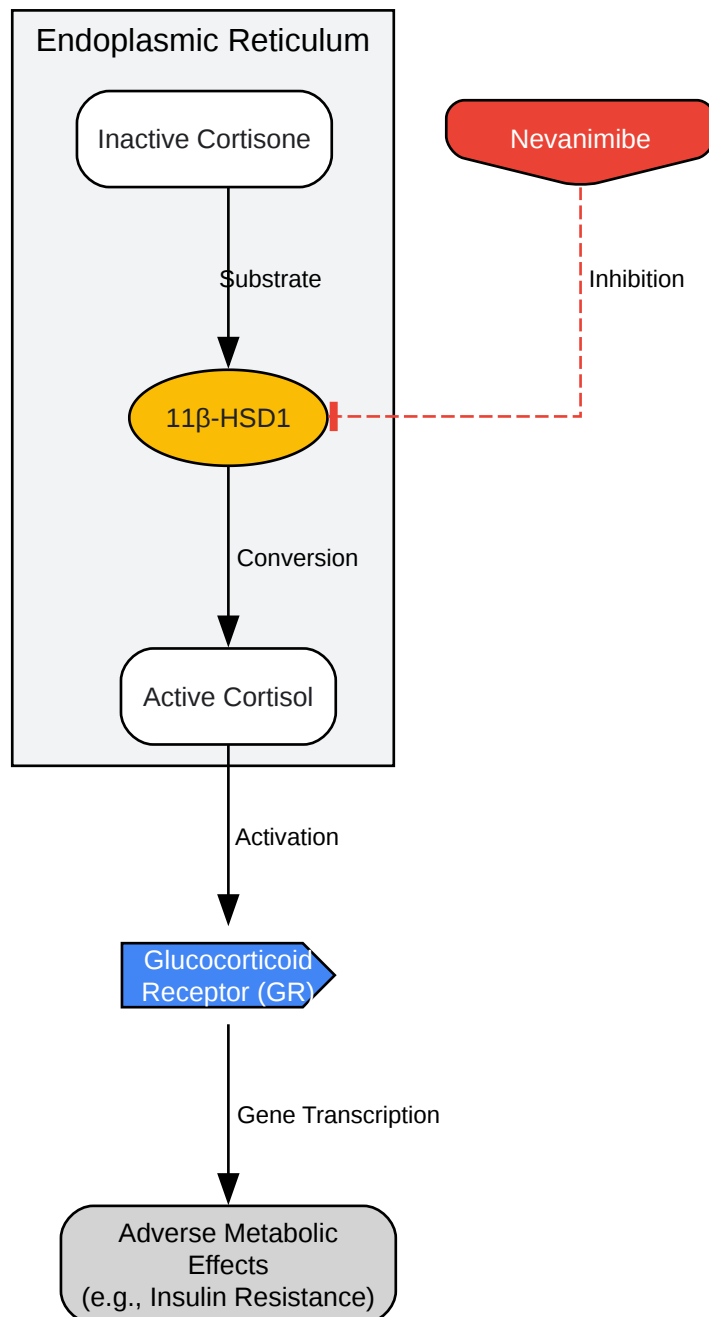 Endoplasmic Reticulum
Inactive Cortisone
Nevanimibe
Substrate
Inhibition
11β-HSD1
Conversion
Active Cortisol
Activation
Glucocorticoid
Receptor (GR)
Gene Transcription
Adverse Metabolic
Effects
(e.g., Insulin Resistance)